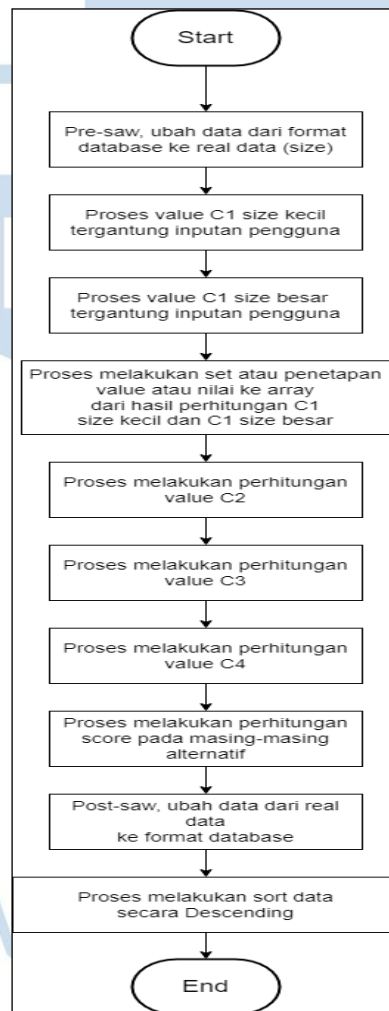 Start
Pre-saw, ubah data dari format
database ke real data (size)
Proses value C1 size kecil
tergantung inputan pengguna
Proses value C1 size besar
tergantung inputan pengguna
Proses melakukan set atau penetapan
value atau nilai ke array
dari hasil perhitungan C1
size kecil dan C1 size besar
Proses melakukan perhitungan
value C2
Proses melakukan perhitungan
value C3
Proses melakukan perhitungan
value C4
Proses melakukan perhitungan
score pada masing-masing
alternatif
Post-saw, ubah data dari real
data
ke format database
Proses melakukan sort data
secara Descending
End